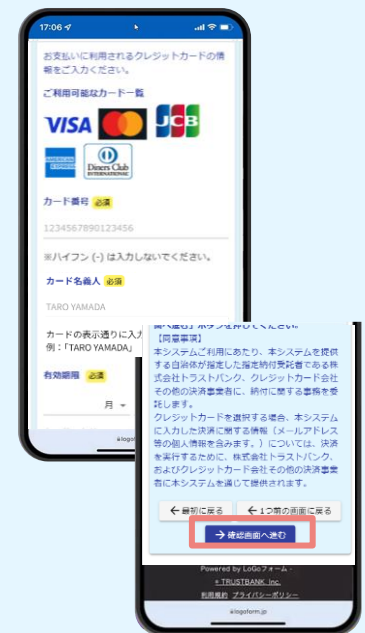 17:06
お支払いに利用されるクレジットカードの情
報をご入力ください。
ご利用可能なカード一覧
VISA
JCB
AMERICAN EXPRESS
Diners Club
INTERNATIONAL
カード番号 必須
1234567890123456
※ハイフン (-) は入力しないでください。
カード名義人 必須
TARO YAMADA
カードの表示通りに入力
例：「TARO YAMADA」
有効期限 必須
月
面へ進む」ボタンを押してください。
【同意事項】
本システムご利用にあたり、本システムを提供
する自治体が指定した指定納付受託者である株
式会社トラストバンク、クレジットカード会社
その他の決済事業者に、納付に関する事務を委
託します。
クレジットカードを選択する場合、本システム
に入力した決済に関する情報（メールアドレス
等の個人情報を含みます。）については、決済
を実行するために、株式会社トラストバンク、
およびクレジットカード会社その他の決済事業
者に本システムを通じて提供されます。
←最初に戻る ←1つ前の画面に戻る
→確認画面へ進む
Powered by LoGoフォーム -
TRUSTBANK, Inc.
利用規約 プライバシーポリシー
logoform.jp